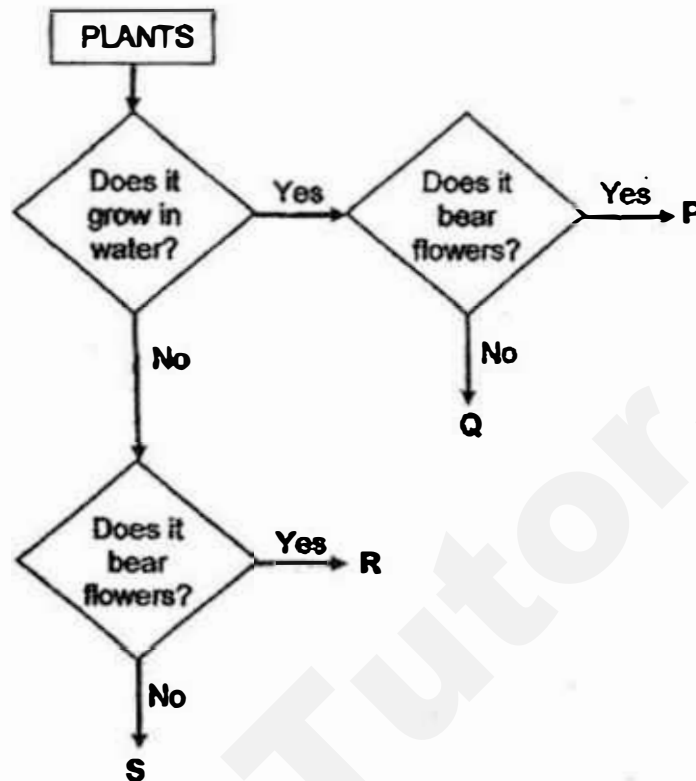 PLANTS
Does it
grow in
water?
Yes
Does it
bear
flowers?
Yes
P
No
Q
No
Does it
bear
flowers?
Yes
R
No
S
Tutor